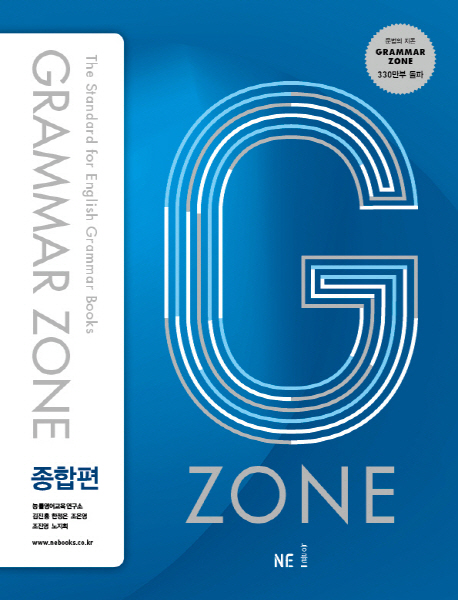 문법의 지존
GRAMMAR
ZONE
330만부 돌파
The Standard for English Grammar Books
GRAMMAR ZONE
G
ZONE
종합편
능률영어교육연구소
김진홍 한정은 조은영
조진영 노지희
www.nebooks.co.kr
NE